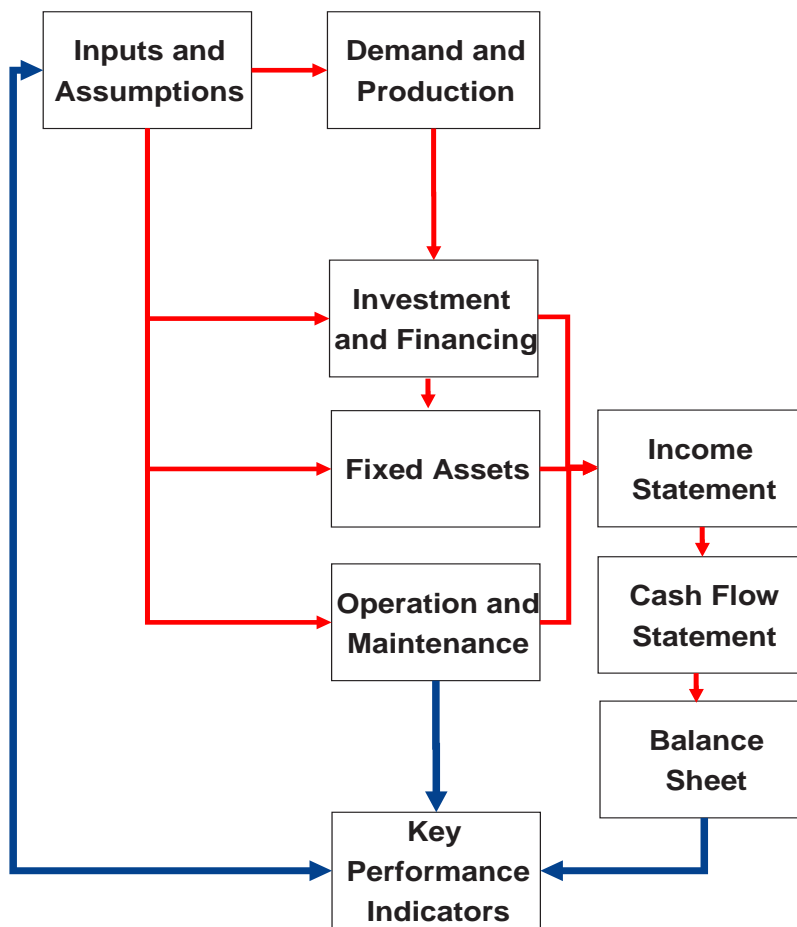 Inputs and
Assumptions
Demand and
Production
Investment
and Financing
Fixed Assets
Income
Statement
Operation and
Maintenance
Cash Flow
Statement
Balance
Sheet
Key
Performance
Indicators